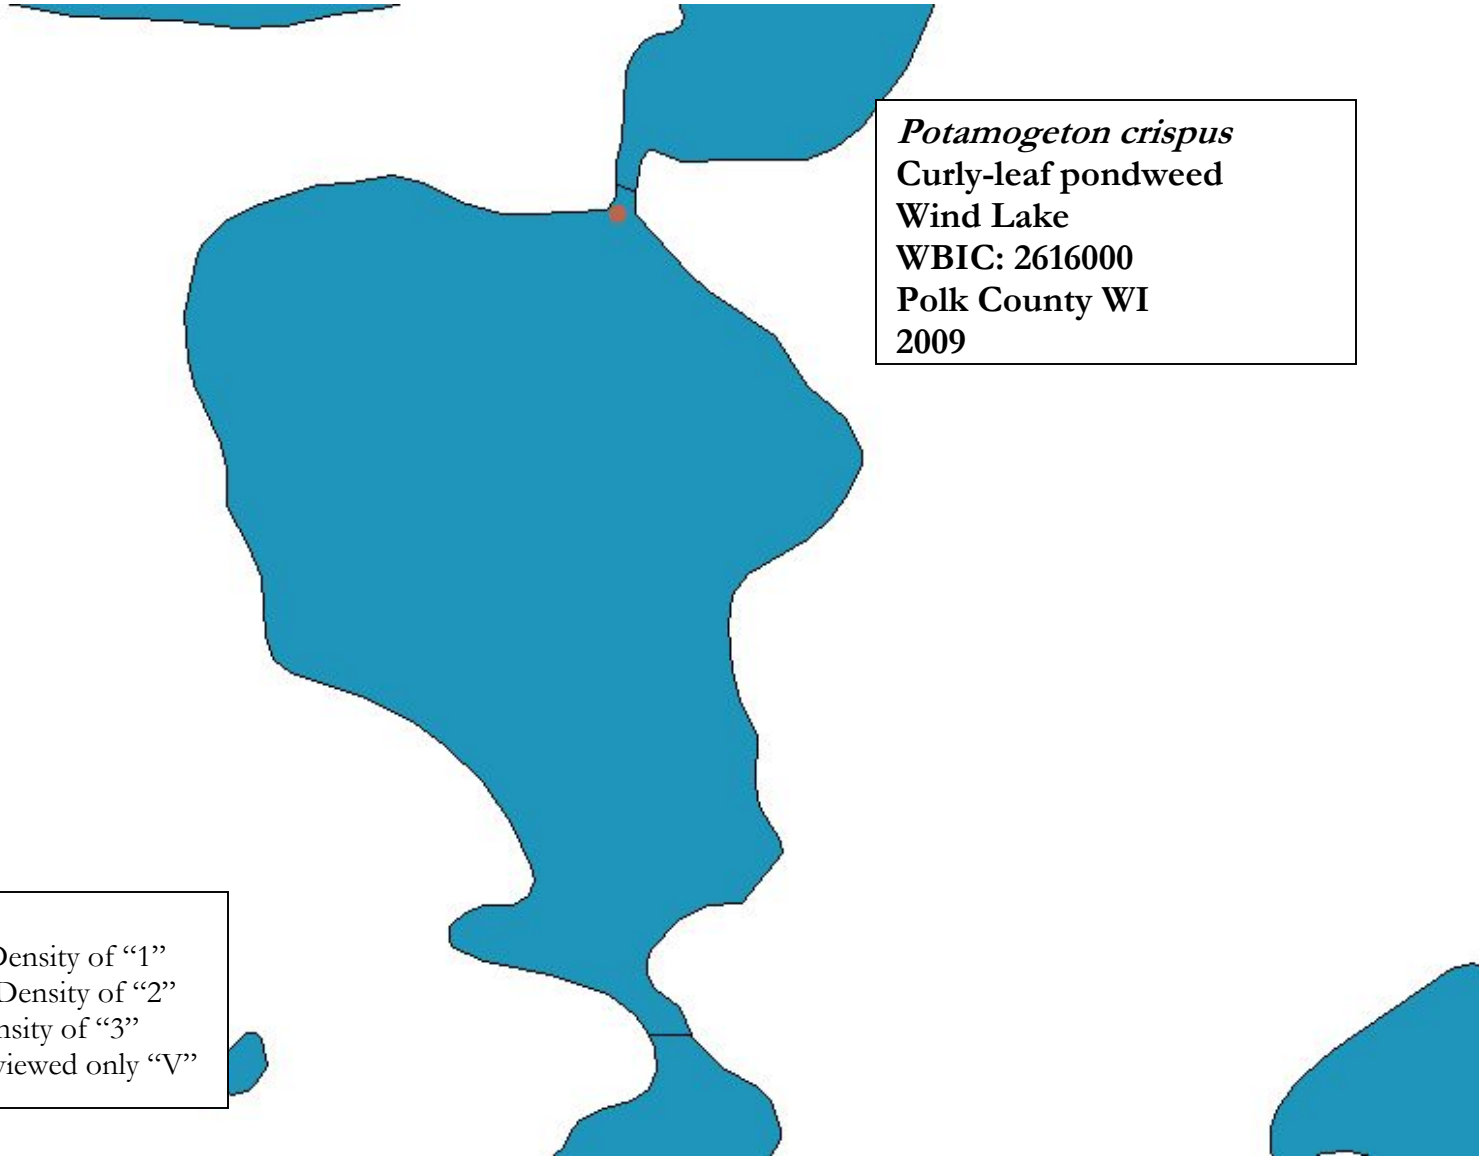 Potamogeton crispus
Curly-leaf pondweed
Wind Lake
WBIC: 2616000
Polk County WI
2009
Density of “1”
Density of “2”
of “3”
viewed only “V”